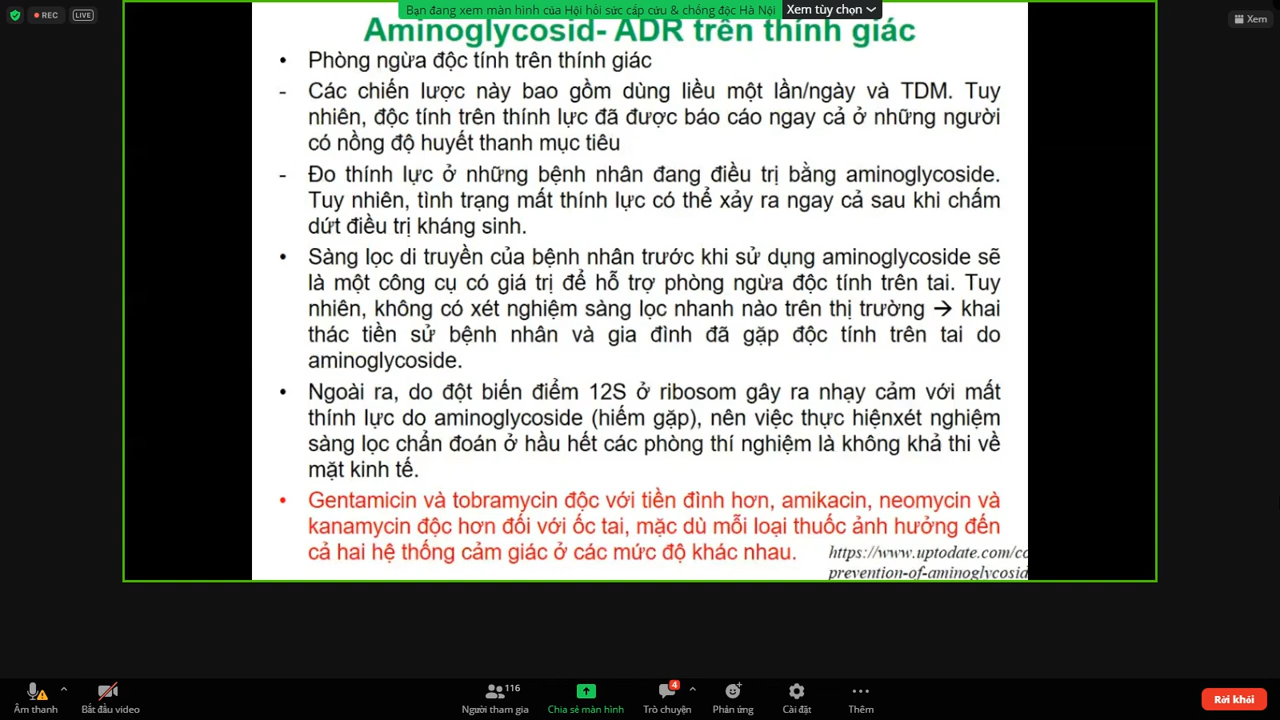 Bạn đang xem màn hình của Hội hồi sức cấp cứu & chống độc Hà Nội
Xem tùy chọn
REC
LIVE
Xem
Aminoglycosid- ADR trên thính giác
• Phòng ngừa độc tính trên thính giác
- Các chiến lược này bao gồm dùng liều một lần/ngày và TDM. Tuy
nhiên, độc tính trên thính lực đã được báo cáo ngay cả ở những người
có nồng độ huyết thanh mục tiêu
- Đo thính lực ở những bệnh nhân đang điều trị bằng aminoglycoside.
Tuy nhiên, tình trạng mất thính lực có thể xảy ra ngay cả sau khi chấm
dứt điều trị kháng sinh.
• Sàng lọc di truyền của bệnh nhân trước khi sử dụng aminoglycoside sẽ
là một công cụ có giá trị để hỗ trợ phòng ngừa độc tính trên tai. Tuy
nhiên, không có xét nghiệm sàng lọc nhanh nào trên thị trường → khai
thác tiền sử bệnh nhân và gia đình đã gặp độc tính trên tai do
aminoglycoside.
• Ngoài ra, do đột biến điểm 12S ở ribosom gây ra nhạy cảm với mất
thính lực do aminoglycoside (hiếm gặp), nên việc thực hiệnxét nghiệm
sàng lọc chẩn đoán ở hầu hết các phòng thí nghiệm là không khả thi về
mặt kinh tế.
• Gentamicin và tobramycin độc với tiền đình hơn, amikacin, neomycin và
kanamycin độc hơn đối với ốc tai, mặc dù mỗi loại thuốc ảnh hưởng đến
cả hai hệ thống cảm giác ở các mức độ khác nhau.
https://www.uptodate.com/co
prevention-of-aminoglycosid
Âm thanh
Bắt đầu video
116
Người tham gia
Chia sẻ màn hình
4
Trò chuyện
Phản ứng
Cài đặt
Thêm
Rời khỏi